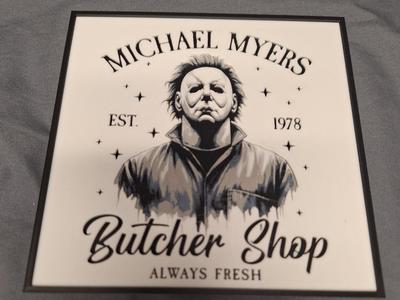 MICHAEL MYERS
EST. 1978
Butcher Shop
ALWAYS FRESH